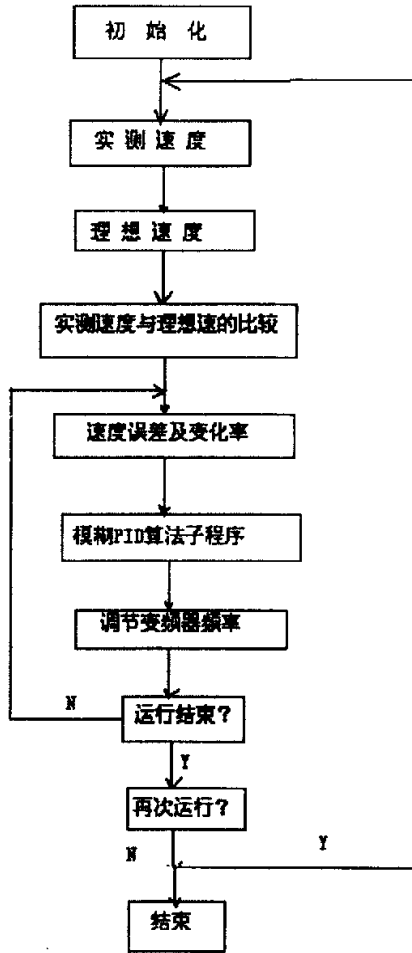 初 始 化
实 测 速 度
理 想 速 度
实测速度与理想速的比较
速度误差及变化率
模糊PID算法子程序
调节变频器频率
N
运行结束?
Y
再次运行?
N
Y
结束